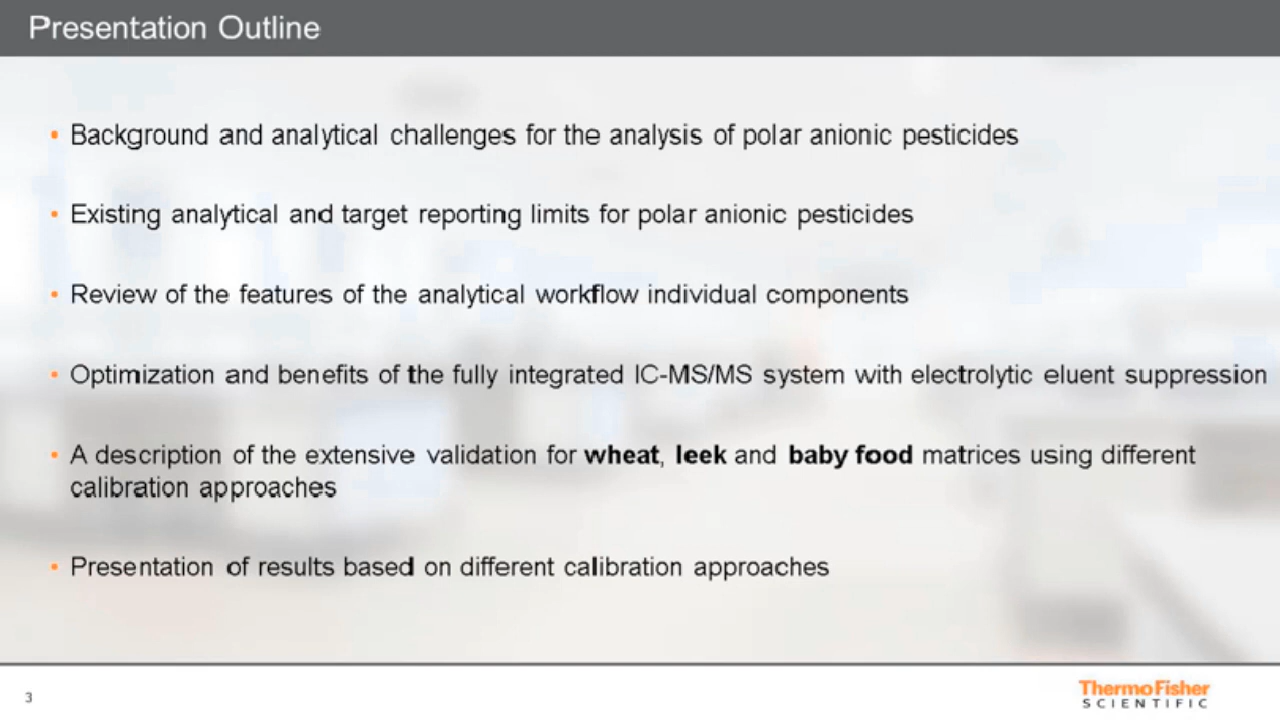 Presentation Outline
• Background and analytical challenges for the analysis of polar anionic pesticides
• Existing analytical and target reporting limits for polar anionic pesticides
• Review of the features of the analytical workflow individual components
• Optimization and benefits of the fully integrated IC-MS/MS system with electrolytic eluent suppression
• A description of the extensive validation for wheat, leek and baby food matrices using different
calibration approaches
• Presentation of results based on different calibration approaches
3
ThermoFisher
SCIENTIFIC